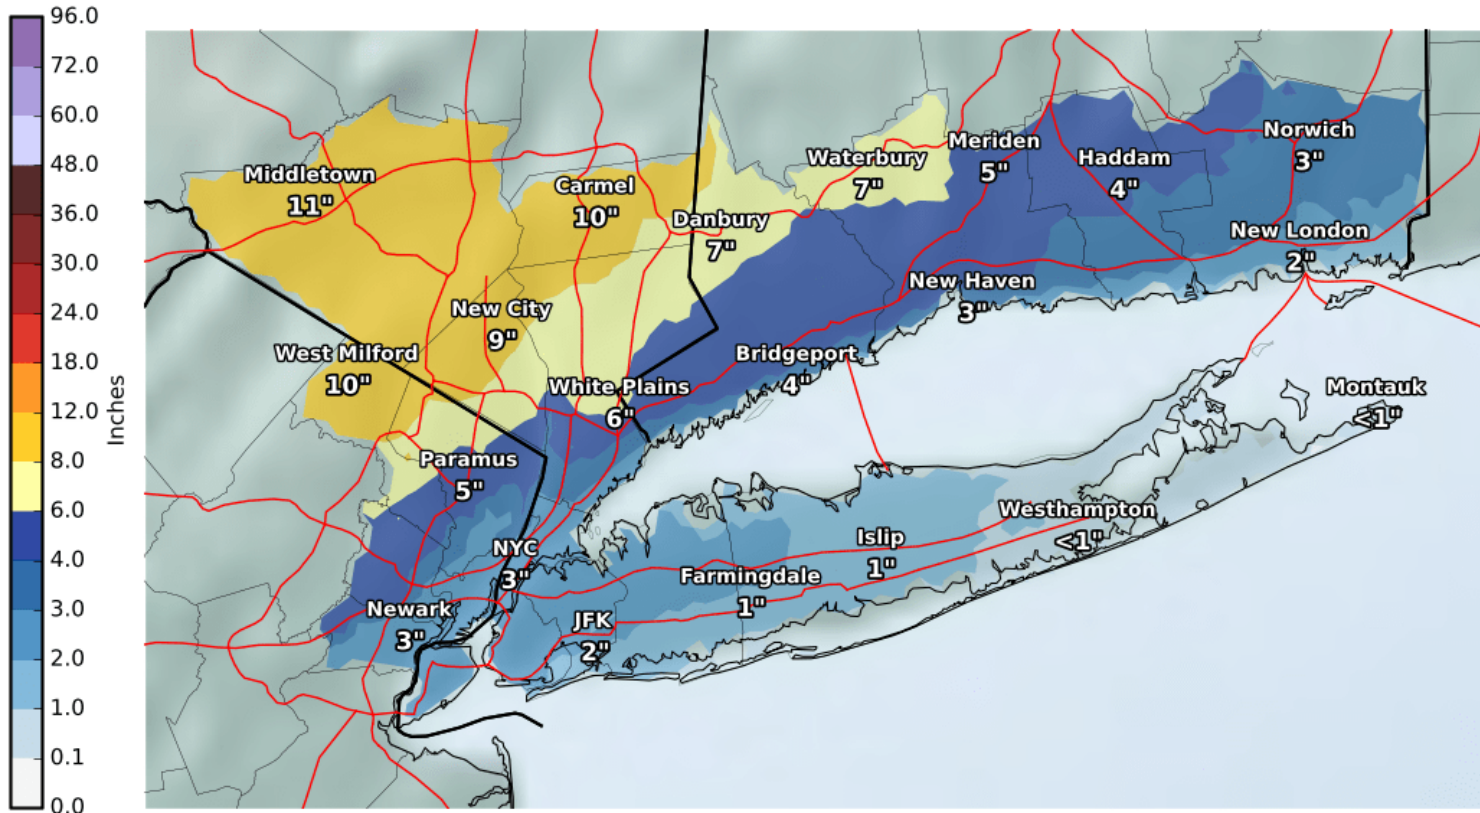 96.0
72.0
60.0
48.0
36.0
30.0
24.0
18.0
12.0
8.0
6.0
4.0
3.0
2.0
1.0
0.1
0.0
Inches
Middletown
11"
Carmel
10"
Waterbury
7"
Meriden
5"
Haddam
4"
Norwich
3"
Danbury
7"
New London
2"
New City
9"
New Haven
3"
West Milford
10"
White Plains
6"
Bridgeport
4"
Montauk
<1"
Paramus
5"
NYC
3"
Islip
1"
Westhampton
<1"
Farmingdale
1"
Newark
3"
JFK
2"